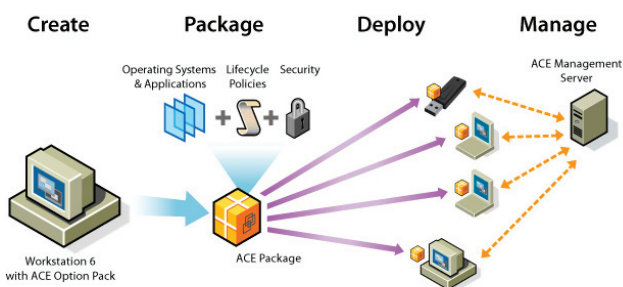 Create
Package
Deploy
Manage
Operating Systems
& Applications
Lifecycle
Policies
Security
ACE Management
Server
Workstation 6
with ACE Option Pack
ACE Package